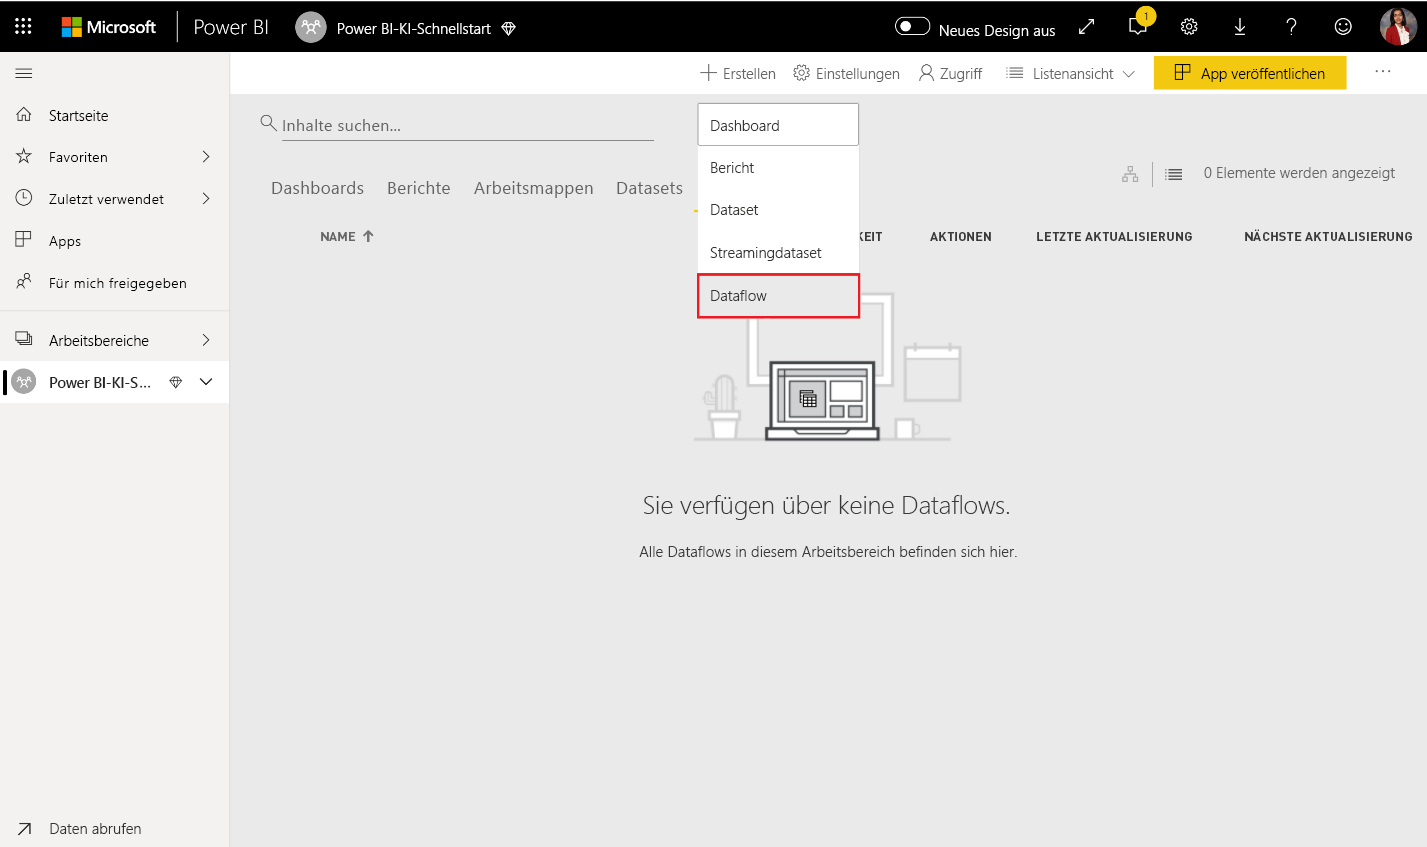 Microsoft Power BI Power BI-KI-Schnellstart Neues Design aus 1 ?
Erstellen Einstellungen Zugriff Listenansicht App veröffentlichen ...
Startseite
Favoriten
Zuletzt verwendet
Apps
Für mich freigegeben
Arbeitsbereiche
Power BI-KI-S...
Daten abrufen
Inhalte suchen...
Dashboard
Bericht
Dataset
Streamingdataset
Dataflow
0 Elemente werden angezeigt
Dashboards Berichte Arbeitsmappen Datasets
NAME KEIT AKTIONEN LETZTE AKTUALISIERUNG NÄCHSTE AKTUALISIERUNG
Sie verfügen über keine Dataflows.
Alle Dataflows in diesem Arbeitsbereich befinden sich hier.